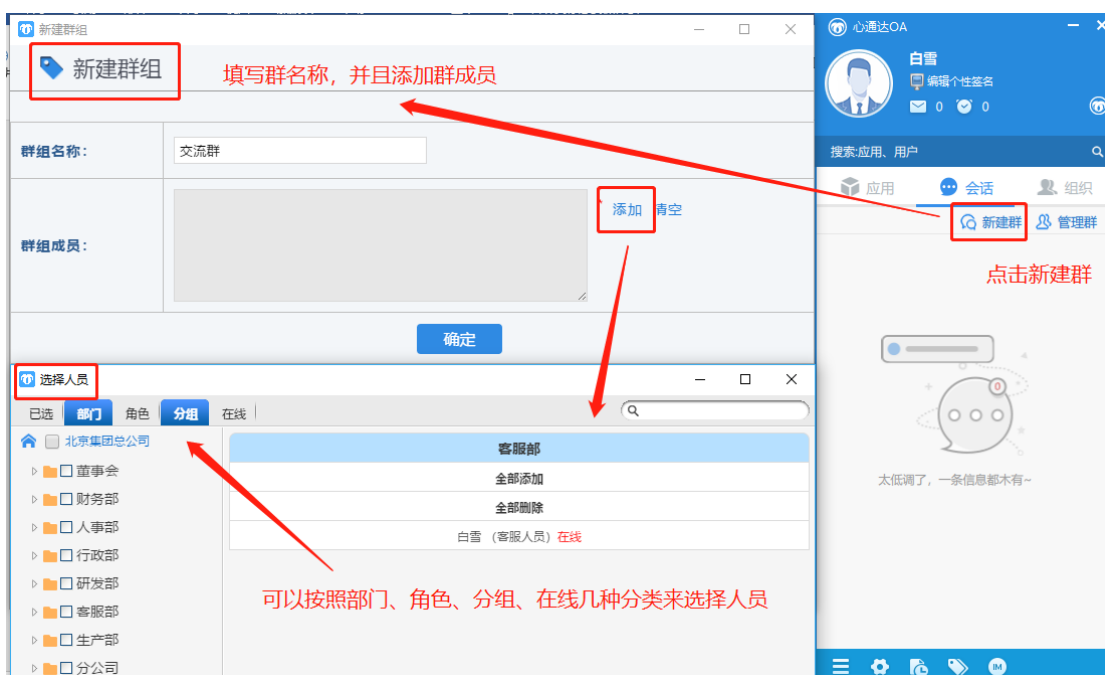 新建群组
新建群组
填写群名称，并且添加群成员
群组名称：
交流群
群组成员：
添加 清空
确定
选择人员
已选 部门 角色 分组 在线
北京集团总公司
董事会
财务部
人事部
行政部
研发部
客服部
生产部
分公司
客服部
全部添加
全部删除
白雪 （客服人员）在线
可以按照部门、角色、分组、在线几种分类来选择人员
心通达OA
白雪
编辑个性签名
0 0
搜索:应用、用户
应用 会话 组织
新建群 管理群
点击新建群
0
太低调了，一条信息都木有~
IM